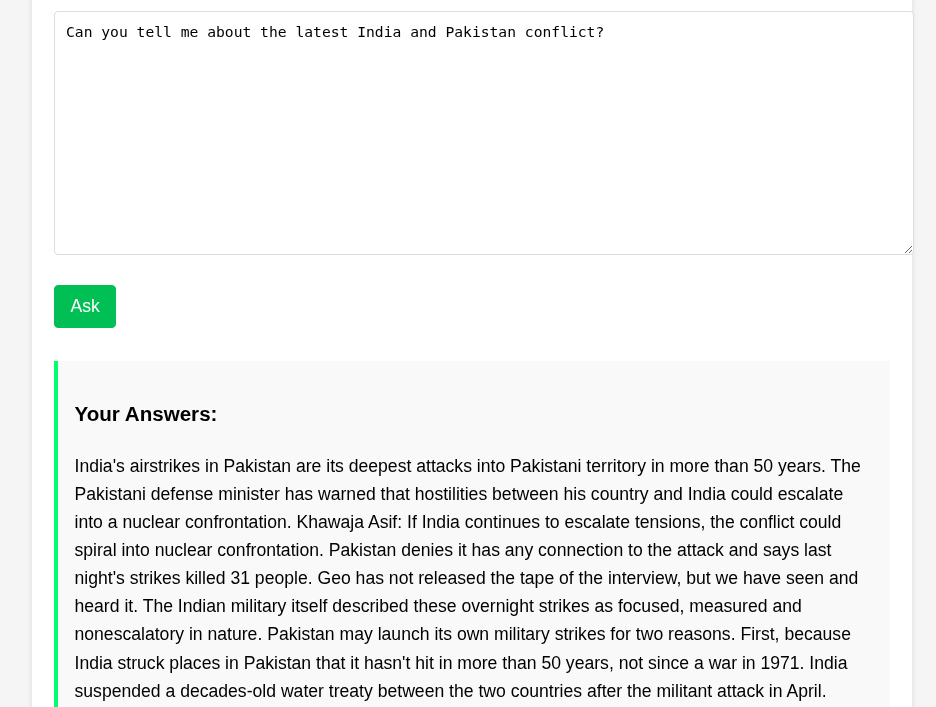 Can you tell me about the latest India and Pakistan conflict?
Ask
Your Answers:
India's airstrikes in Pakistan are its deepest attacks into Pakistani territory in more than 50 years. The
Pakistani defense minister has warned that hostilities between his country and India could escalate
into a nuclear confrontation. Khawaja Asif: If India continues to escalate tensions, the conflict could
spiral into nuclear confrontation. Pakistan denies it has any connection to the attack and says last
night's strikes killed 31 people. Geo has not released the tape of the interview, but we have seen and
heard it. The Indian military itself described these overnight strikes as focused, measured and
nonescalatory in nature. Pakistan may launch its own military strikes for two reasons. First, because
India struck places in Pakistan that it hasn't hit in more than 50 years, not since a war in 1971. India
suspended a decades-old water treaty between the two countries after the militant attack in April.